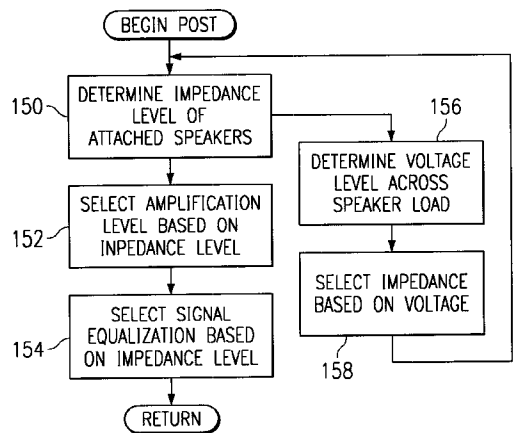 BEGIN POST
150
DETERMINE IMPEDANCE
LEVEL OF
ATTACHED SPEAKERS
156
DETERMINE VOLTAGE
LEVEL ACROSS
SPEAKER LOAD
152
SELECT AMPLIFICATION
LEVEL BASED ON
INPEDANCE LEVEL
SELECT IMPEDANCE
BASED ON VOLTAGE
158
154
SELECT SIGNAL
EQUALIZATION BASED
ON IMPEDANCE LEVEL
RETURN